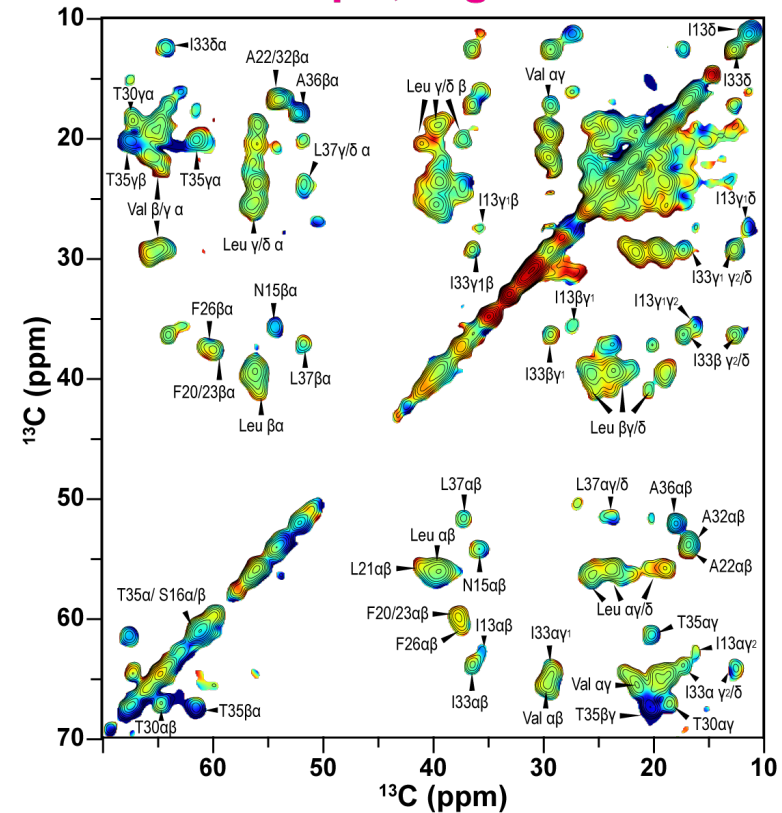 10
I33δα
I13δ
A22/32βα
A36βα
Val αγ
I33δ
T30γα
Leu γ/δ β
20
L37γ/δ α
T35γβ
T35γα
Val β/γ α
I13γ1β
I13γ1δ
Leu γ/δ α
30
I33γ1β
I33γ1 γ2/δ
N15βα
I13βγ1
I13γ1γ2
F26βα
I33βγ1
I33β γ2/δ
L37βα
F20/23βα
40
Leu βα
Leu βγ/δ
13C (ppm)
50
L37αβ
L37αγ/δ
A36αβ
A32αβ
Leu αβ
L21αβ
A22αβ
N15αβ
T35α/ S16α/β
Leu αγ/δ
60
F20/23αβ
I13αβ
T35αγ
F26αβ
I33αγ1
I13αγ2
I33αβ
Val αγ
I33α γ2/δ
T35βα
T30αβ
Val αβ
T35βγ
T30αγ
70
60
50
40
30
20
10
13C (ppm)